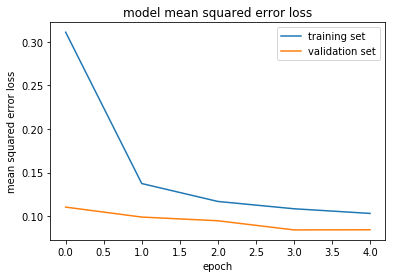 model mean squared error loss
training set
validation set
mean squared error loss
0.30
0.25
0.20
0.15
0.10
0.0 0.5 1.0 1.5 2.0 2.5 3.0 3.5 4.0
epoch